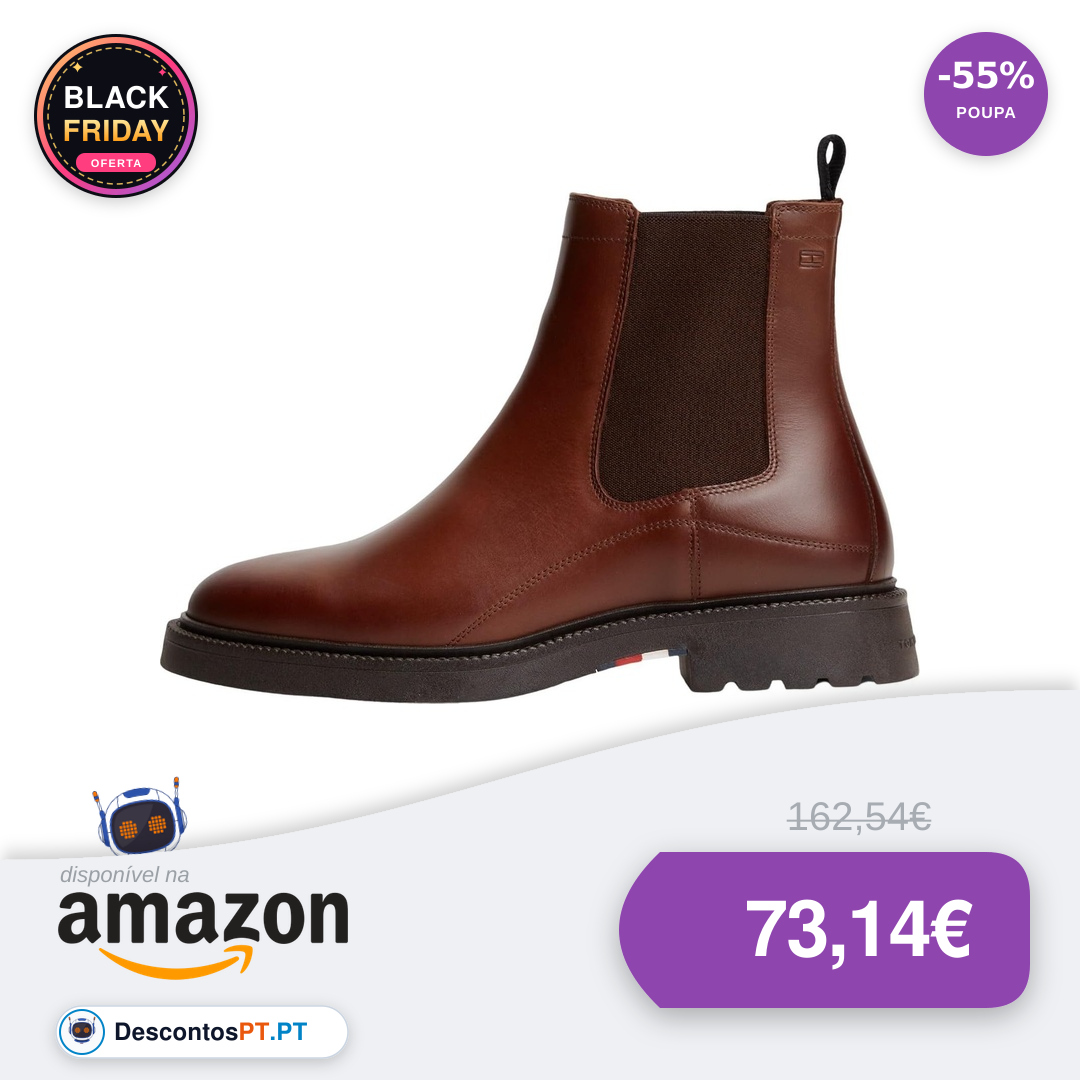 BLACK
FRIDAY
OFERTA
-55%
POUPA
162,54€
73,14€
disponível na
amazon
DescontosPT.PT